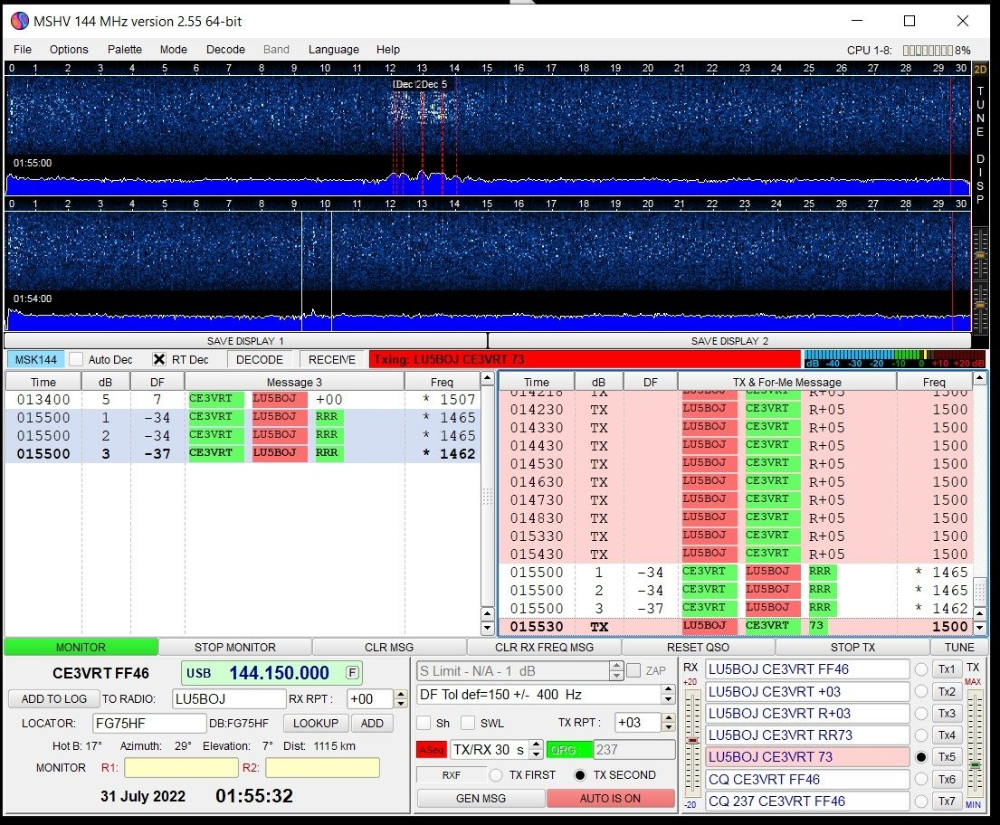 MSHV 144 MHz version 2.55 64-bit
File Options Palette Mode Decode Band Language Help CPU 1-8: 8%
0 1 2 3 4 5 6 7 8 9 10 11 12 13 14 15 16 17 18 19 20 21 22 23 24 25 26 27 28 29 30 2D
Dec 2 Dec 5
TUNE DISP
01:55:00
0 1 2 3 4 5 6 7 8 9 10 11 12 13 14 15 16 17 18 19 20 21 22 23 24 25 26 27 28 29 30
01:54:00
SAVE DISPLAY 1 SAVE DISPLAY 2
MSK144 Auto Dec RT Dec DECODE RECEIVE Txing: LU5BOJ CE3VRT 73 dB -40 -30 -20 -10 0 +10 +20 dB
Time dB DF Message 3 Freq
013400 5 7 CE3VRT LU5BOJ +00 * 1507
015500 1 -34 CE3VRT LU5BOJ RRR * 1465
015500 2 -34 CE3VRT LU5BOJ RRR * 1465
015500 3 -37 CE3VRT LU5BOJ RRR * 1462
Time dB DF TX & For-Me Message Freq
014218 TX LU5BOJ CE3VRT R+05 1500
014230 TX LU5BOJ CE3VRT R+05 1500
014330 TX LU5BOJ CE3VRT R+05 1500
014430 TX LU5BOJ CE3VRT R+05 1500
014530 TX LU5BOJ CE3VRT R+05 1500
014630 TX LU5BOJ CE3VRT R+05 1500
014730 TX LU5BOJ CE3VRT R+05 1500
014830 TX LU5BOJ CE3VRT R+05 1500
015330 TX LU5BOJ CE3VRT R+05 1500
015430 TX LU5BOJ CE3VRT R+05 1500
015500 1 -34 CE3VRT LU5BOJ RRR * 1465
015500 2 -34 CE3VRT LU5BOJ RRR * 1465
015500 3 -37 CE3VRT LU5BOJ RRR * 1462
015530 TX LU5BOJ CE3VRT 73 1500
MONITOR STOP MONITOR CLR MSG CLR RX FREQ MSG RESET QSO STOP TX TUNE
CE3VRT FF46 USB 144.150.000 F
ADD TO LOG TO RADIO: LU5BOJ RX RPT : +00
LOCATOR: FG75HF DB:FG75HF LOOKUP ADD
Hot B: 17° Azimuth: 29° Elevation: 7° Dist: 1115 km
MONITOR R1: R2:
31 July 2022 01:55:32
S Limit - N/A - 1 dB ZAP
DF Tol def=150 +/- 400 Hz
Sh SWL TX RPT : +03
ASeq TX/RX 30 s QRG: 237
RXF TX FIRST TX SECOND
GEN MSG AUTO IS ON
RX +20 -20
LU5BOJ CE3VRT FF46 Tx1
LU5BOJ CE3VRT +03 Tx2
LU5BOJ CE3VRT R+03 Tx3
LU5BOJ CE3VRT RR73 Tx4
LU5BOJ CE3VRT 73 Tx5
CQ CE3VRT FF46 Tx6
CQ 237 CE3VRT FF46 Tx7
TX MAX MIN